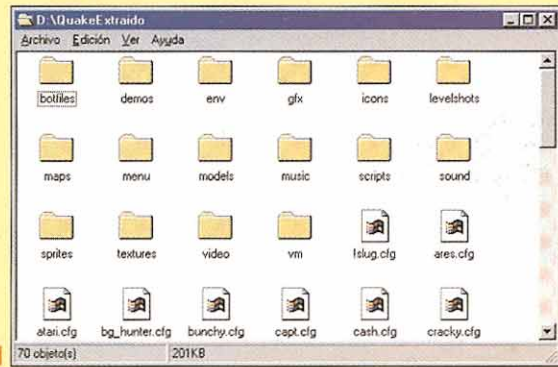 D:\QuakeExtraido
Archivo Edición Ver Ayuda
botfiles demos env gfx icons levelshots
maps menu models music scripts sound
sprites textures video vm !slug.cfg ares.cfg
atari.cfg bg_hunter.cfg bunchy.cfg capt.cfg cash.cfg cracky.cfg
70 objeto(s) 201KB